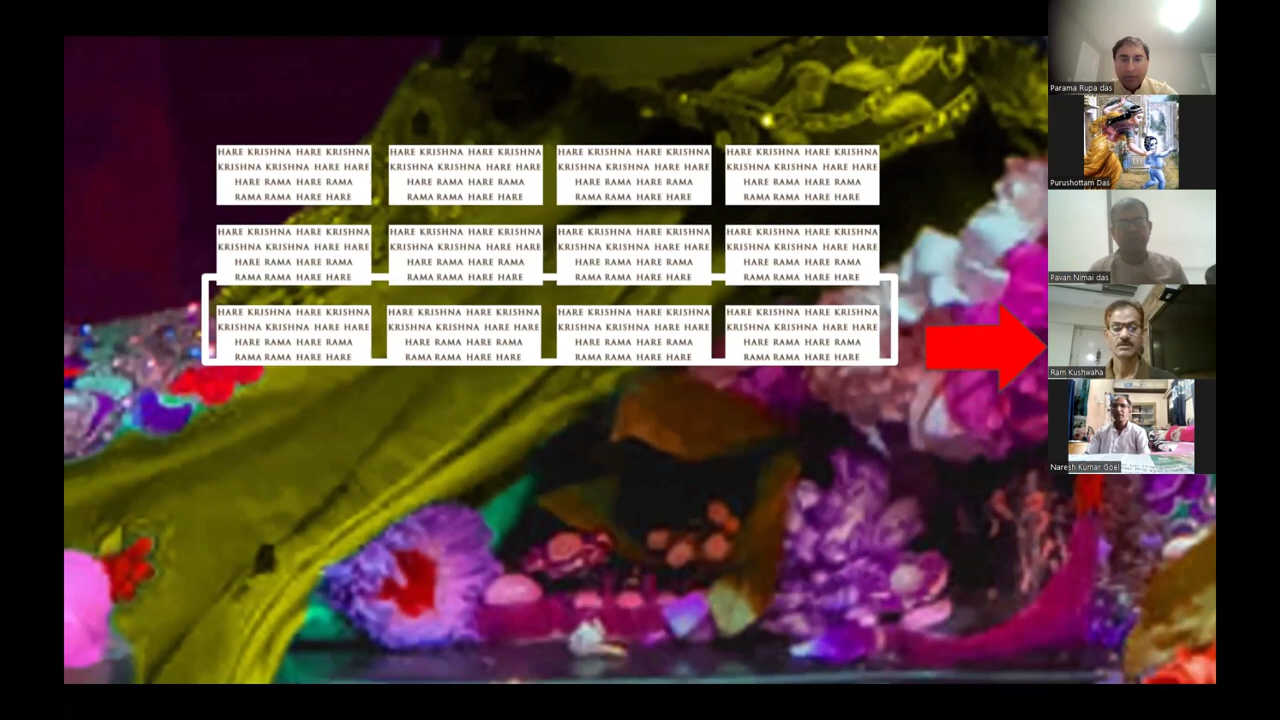 HARE KRISHNA HARE KRISHNA
KRISHNA KRISHNA HARE HARE
HARE RAMA HARE RAMA
RAMA RAMA HARE HARE
HARE KRISHNA HARE KRISHNA
KRISHNA KRISHNA HARE HARE
HARE RAMA HARE RAMA
RAMA RAMA HARE HARE
HARE KRISHNA HARE KRISHNA
KRISHNA KRISHNA HARE HARE
HARE RAMA HARE RAMA
RAMA RAMA HARE HARE
HARE KRISHNA HARE KRISHNA
KRISHNA KRISHNA HARE HARE
HARE RAMA HARE RAMA
RAMA RAMA HARE HARE
HARE KRISHNA HARE KRISHNA
KRISHNA KRISHNA HARE HARE
HARE RAMA HARE RAMA
RAMA RAMA HARE HARE
HARE KRISHNA HARE KRISHNA
KRISHNA KRISHNA HARE HARE
HARE RAMA HARE RAMA
RAMA RAMA HARE HARE
HARE KRISHNA HARE KRISHNA
KRISHNA KRISHNA HARE HARE
HARE RAMA HARE RAMA
RAMA RAMA HARE HARE
HARE KRISHNA HARE KRISHNA
KRISHNA KRISHNA HARE HARE
HARE RAMA HARE RAMA
RAMA RAMA HARE HARE
HARE KRISHNA HARE KRISHNA
KRISHNA KRISHNA HARE HARE
HARE RAMA HARE RAMA
RAMA RAMA HARE HARE
HARE KRISHNA HARE KRISHNA
KRISHNA KRISHNA HARE HARE
HARE RAMA HARE RAMA
RAMA RAMA HARE HARE
HARE KRISHNA HARE KRISHNA
KRISHNA KRISHNA HARE HARE
HARE RAMA HARE RAMA
RAMA RAMA HARE HARE
HARE KRISHNA HARE KRISHNA
KRISHNA KRISHNA HARE HARE
HARE RAMA HARE RAMA
RAMA RAMA HARE HARE
Parama Rupa das
Purushottam Das
Pavan Nimai das
Ram Kushwaha
Naresh Kumar Goel